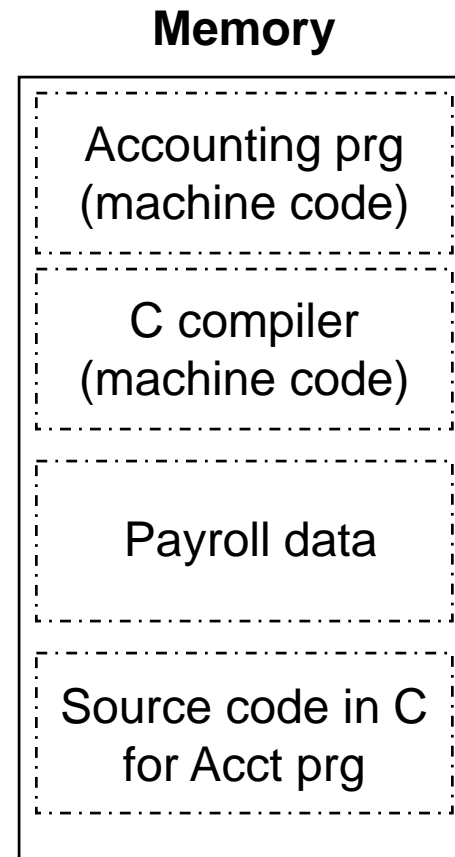 Memory
Accounting prg
(machine code)
C compiler
(machine code)
Payroll data
Source code in C
for Acct prg